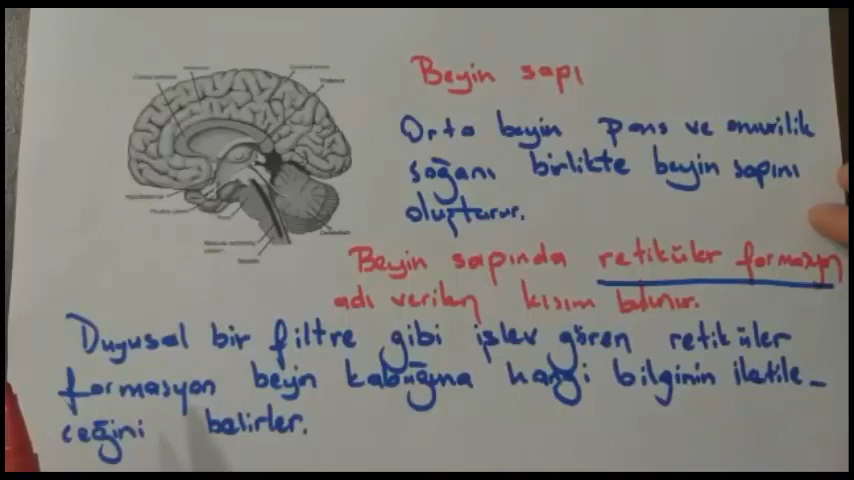 Beyin sapı
Orta beyin pons ve omurilik
soğanı birlikte beyin sapını
oluşturur.
Beyin sapında retiküler formasyon
adı verilen kısım bulunur.
Duyusal bir filtre gibi işlev gören retiküler
formasyon beyin kabuğuna hangi bilginin iletile-
ceğini belirler.